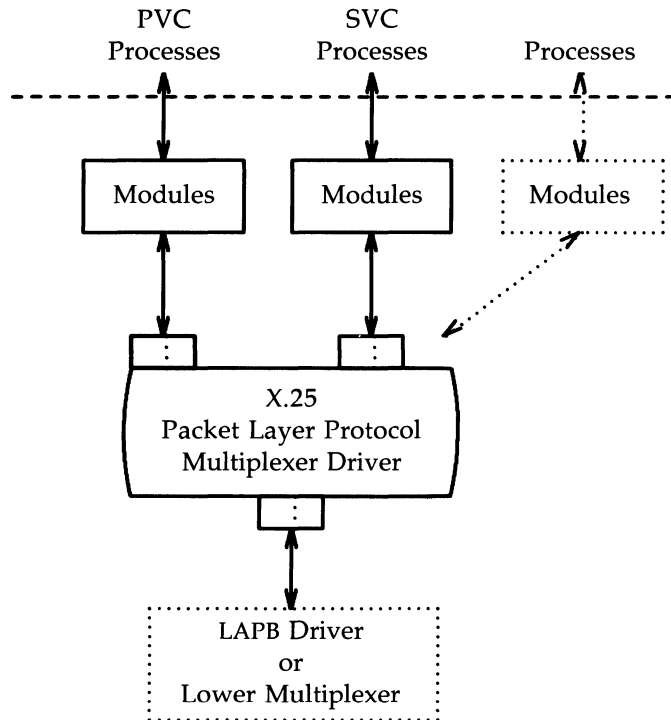 PVC
Processes
SVC
Processes
Processes
Modules
Modules
Modules
X.25
Packet Layer Protocol
Multiplexer Driver
LAPB Driver
or
Lower Multiplexer